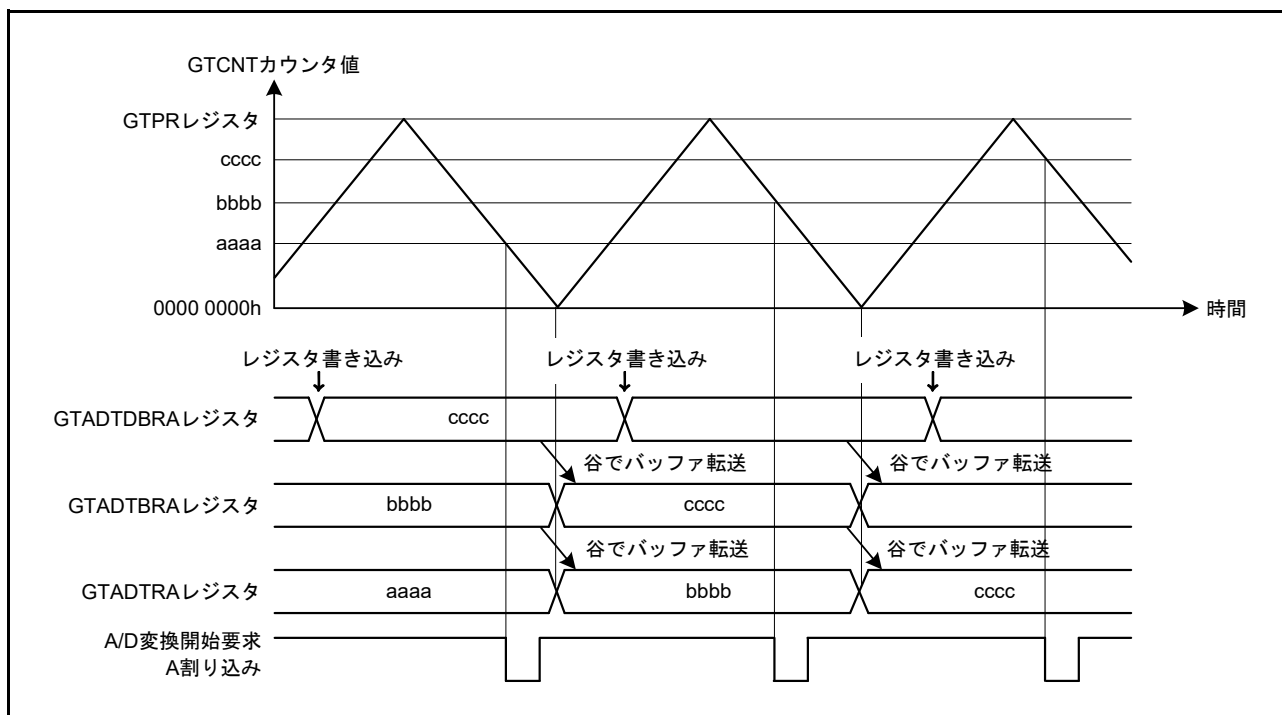 GTCNTカウンタ値
GTPRレジスタ
cccc
bbbb
aaaa
0000 0000h
時間
レジスタ書き込み レジスタ書き込み レジスタ書き込み
GTADTDBRAレジスタ cccc
谷でバッファ転送 谷でバッファ転送
GTADTBRAレジスタ bbbb cccc
谷でバッファ転送 谷でバッファ転送
GTADTRAレジスタ aaaa bbbb cccc
A/D変換開始要求
A割り込み